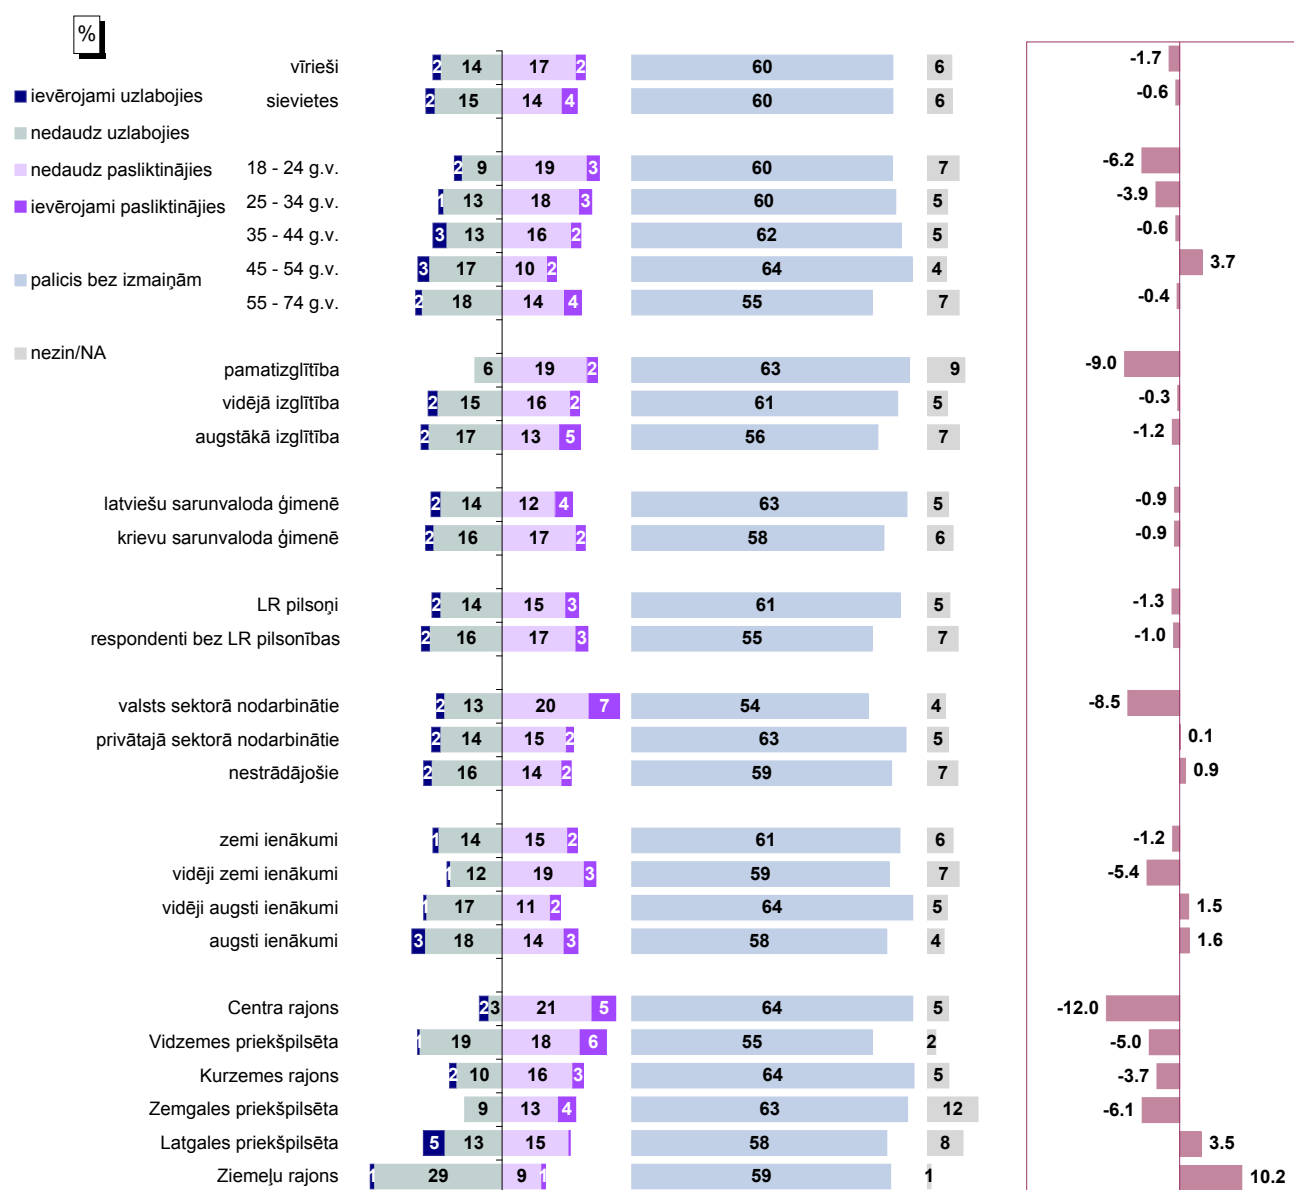 %
ievērojami uzlabojies
nedaudz uzlabojies
nedaudz pasliktinājies
ievērojami pasliktinājies
palicis bez izmaiņām
nezin/NA
vīrieši 2 14 17 2 60 6 -1.7
sievietes 2 15 14 4 60 6 -0.6
18 - 24 g.v. 2 9 19 3 60 7 -6.2
25 - 34 g.v. 1 13 18 3 60 5 -3.9
35 - 44 g.v. 3 13 16 2 62 5 -0.6
45 - 54 g.v. 3 17 10 2 64 4 3.7
55 - 74 g.v. 2 18 14 4 55 7 -0.4
pamatizglītība 6 19 2 63 9 -9.0
vidējā izglītība 2 15 16 2 61 5 -0.3
augstākā izglītība 2 17 13 5 56 7 -1.2
latviešu sarunvaloda ģimenē 2 14 12 4 63 5 -0.9
krievu sarunvaloda ģimenē 2 16 17 2 58 6 -0.9
LR pilsoņi 2 14 15 3 61 5 -1.3
respondenti bez LR pilsonības 2 16 17 3 55 7 -1.0
valsts sektorā nodarbinātie 2 13 20 7 54 4 -8.5
privātajā sektorā nodarbinātie 2 14 15 2 63 5 0.1
nestrādājošie 2 16 14 2 59 7 0.9
zemi ienākumi 1 14 15 2 61 6 -1.2
vidēji zemi ienākumi 1 12 19 3 59 7 -5.4
vidēji augsti ienākumi 1 17 11 2 64 5 1.5
augsti ienākumi 3 18 14 3 58 4 1.6
Centra rajons 2 3 21 5 64 5 -12.0
Vidzemes priekšpilsēta 1 19 18 6 55 2 -5.0
Kurzemes rajons 2 10 16 3 64 5 -3.7
Zemgales priekšpilsēta 9 13 4 63 12 -6.1
Latgales priekšpilsēta 5 13 15 58 8 3.5
Ziemeļu rajons 1 29 9 1 59 1 10.2